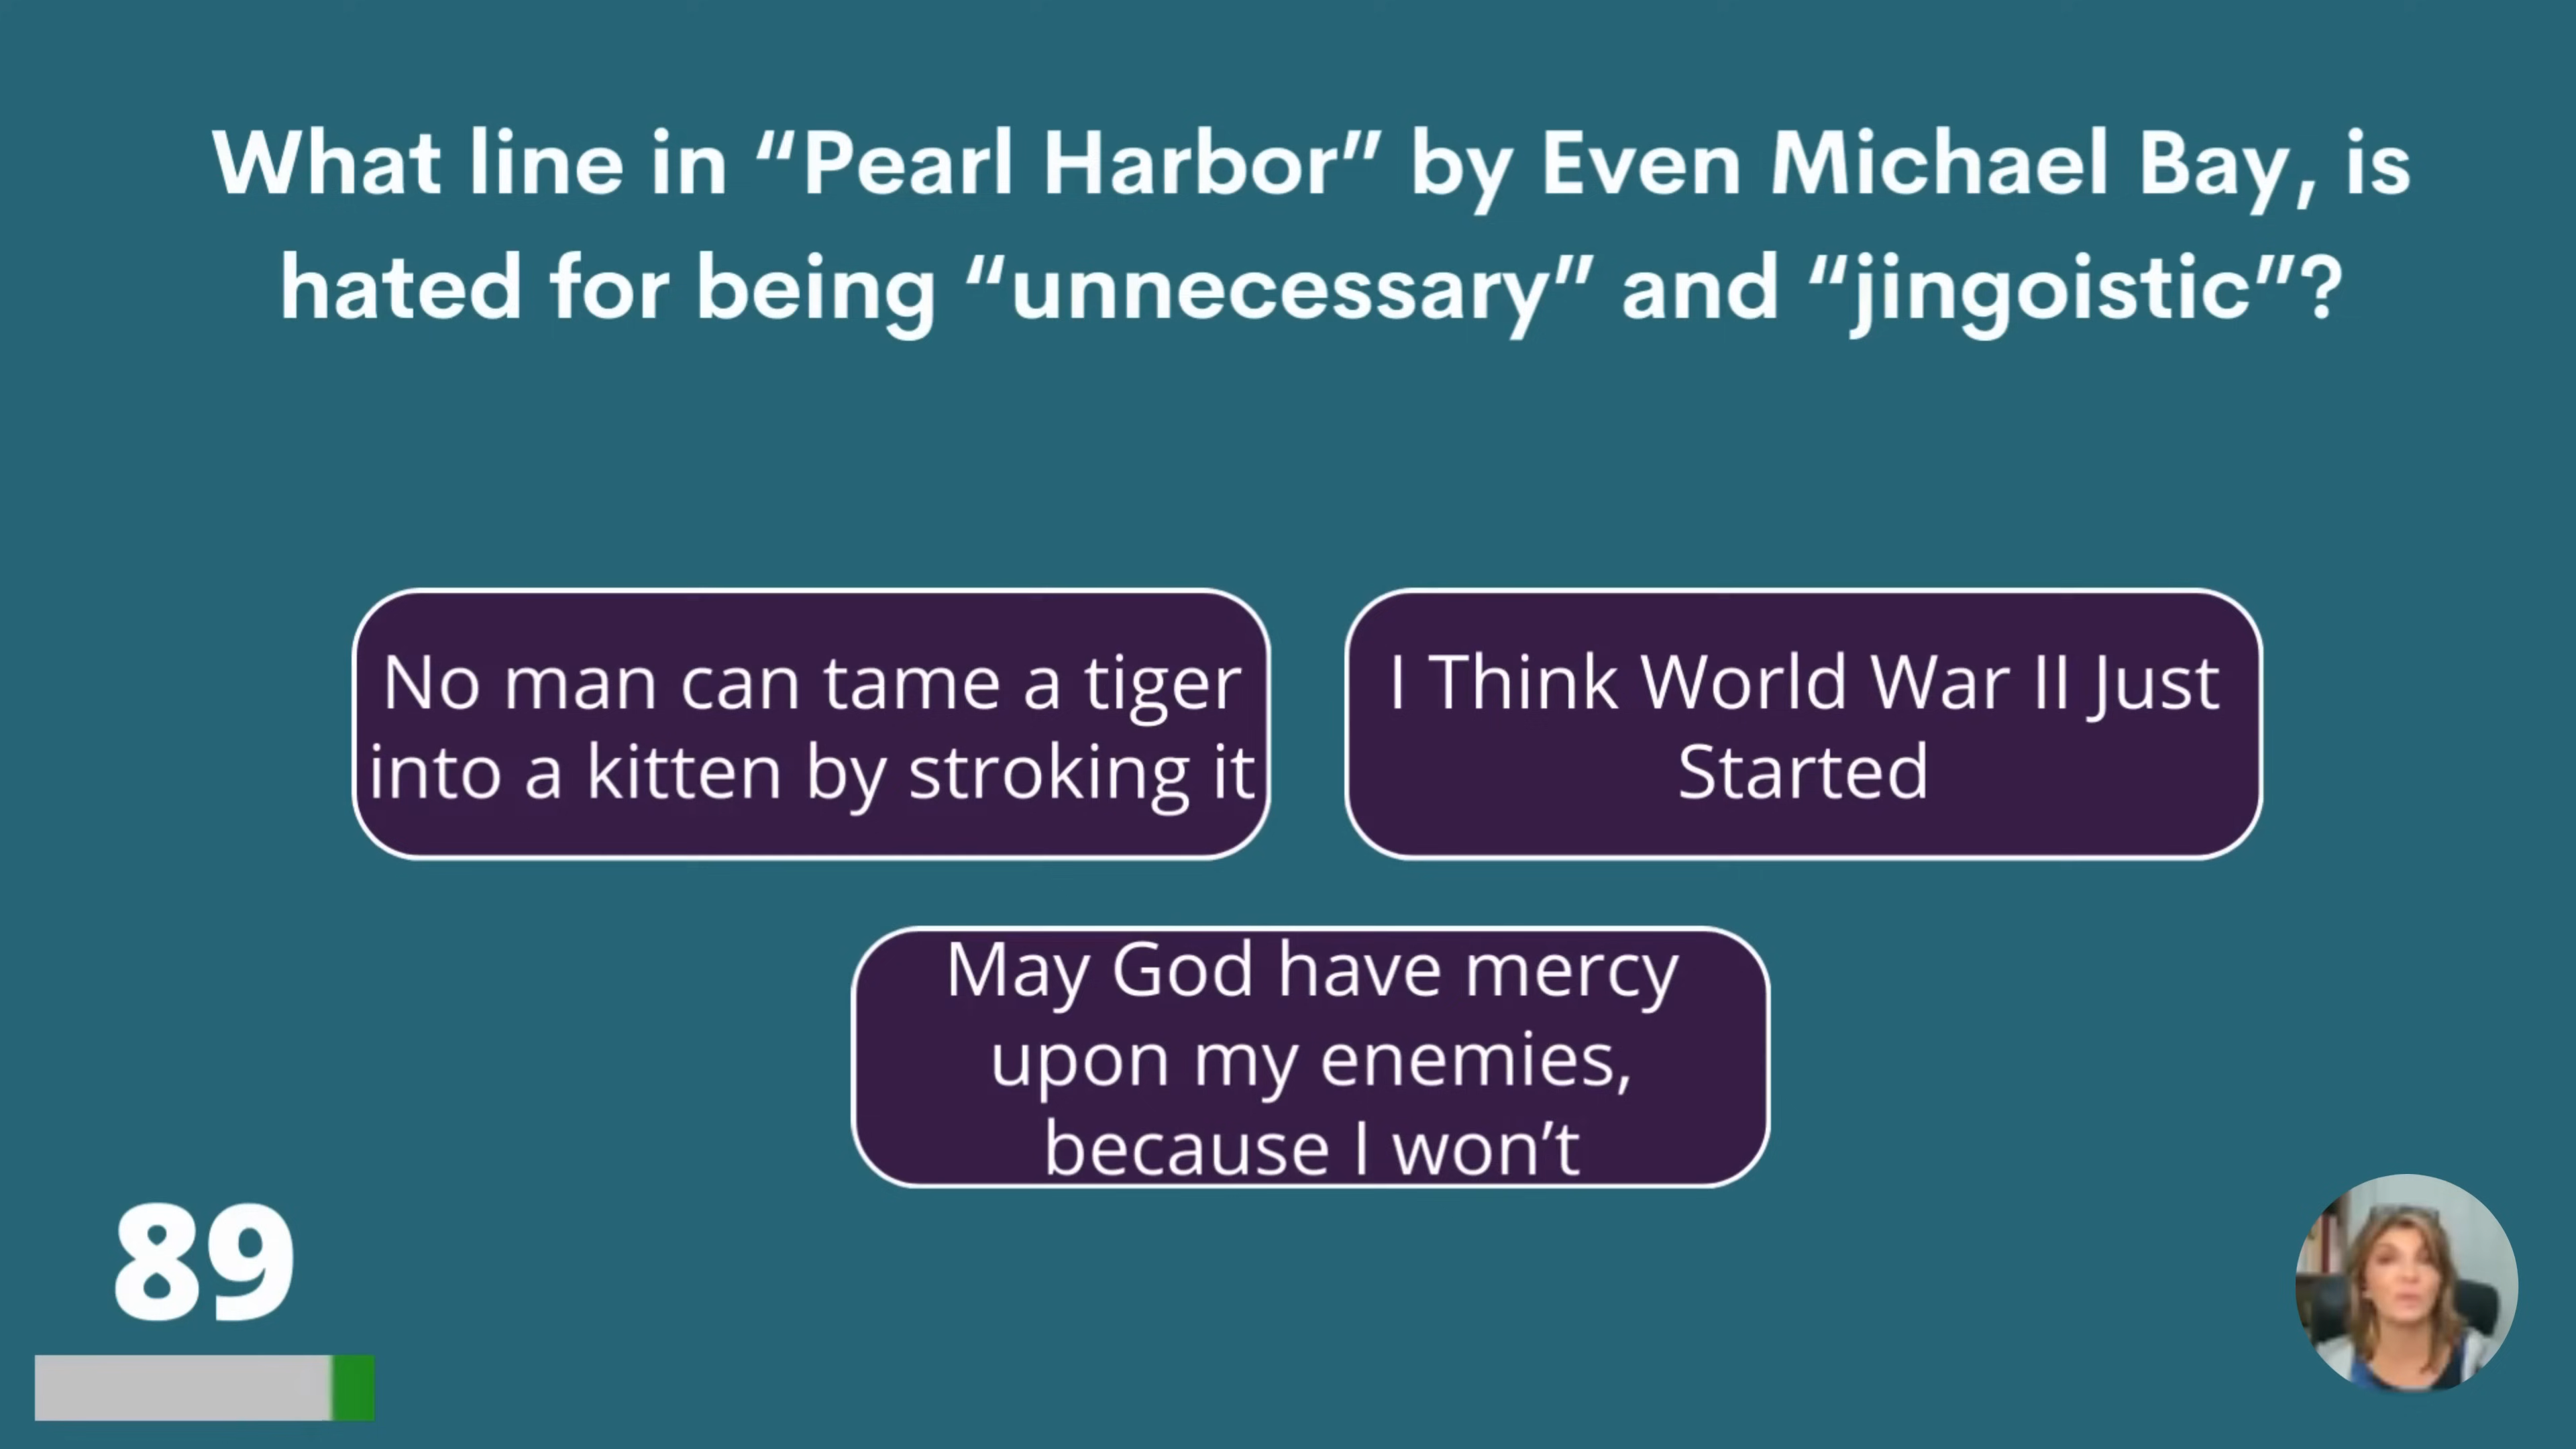 What line in “Pearl Harbor” by Even Michael Bay, is
hated for being “unnecessary” and “jingoistic”?
No man can tame a tiger
into a kitten by stroking it
I Think World War II Just
Started
May God have mercy
upon my enemies,
because I won’t
89